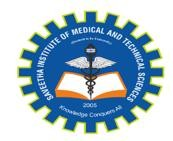 SAVEETHA INSTITUTE OF MEDICAL AND TECHNICAL SCIENCES
2005
Knowledge Conquers All